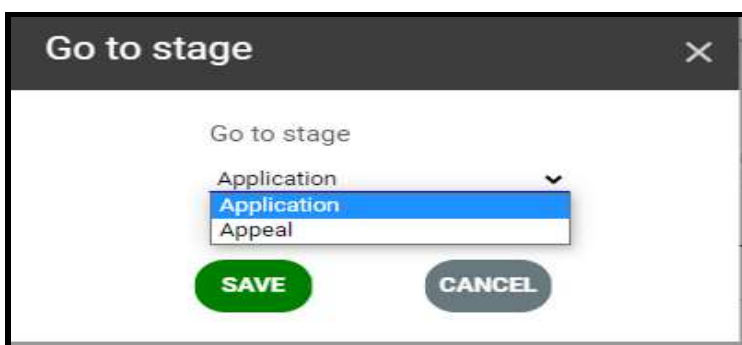 Go to stage
Go to stage
Application
Application
Appeal
SAVE CANCEL